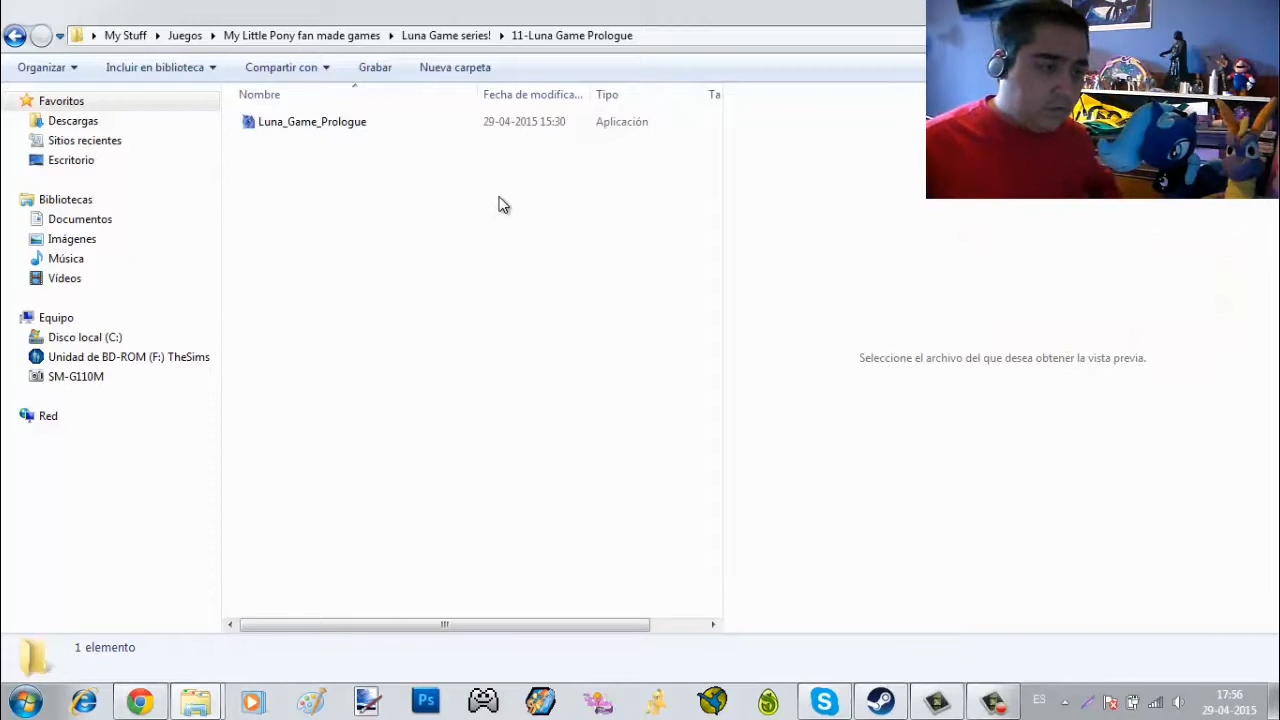 My Stuff Juegos My Little Pony fan made games Luna Game series! 11-Luna Game Prologue
Organizar Incluir en biblioteca Compartir con Grabar Nueva carpeta
Favoritos
Descargas
Sitios recientes
Escritorio
Bibliotecas
Documentos
Imágenes
Música
Vídeos
Equipo
Disco local (C:)
Unidad de BD-ROM (F:) TheSims
SM-G110M
Red
Nombre Fecha de modifica... Tipo Ta
Luna_Game_Prologue 29-04-2015 15:30 Aplicación
Seleccione el archivo del que desea obtener la vista previa.
1 elemento
Ps
ES
17:56
29-04-2015